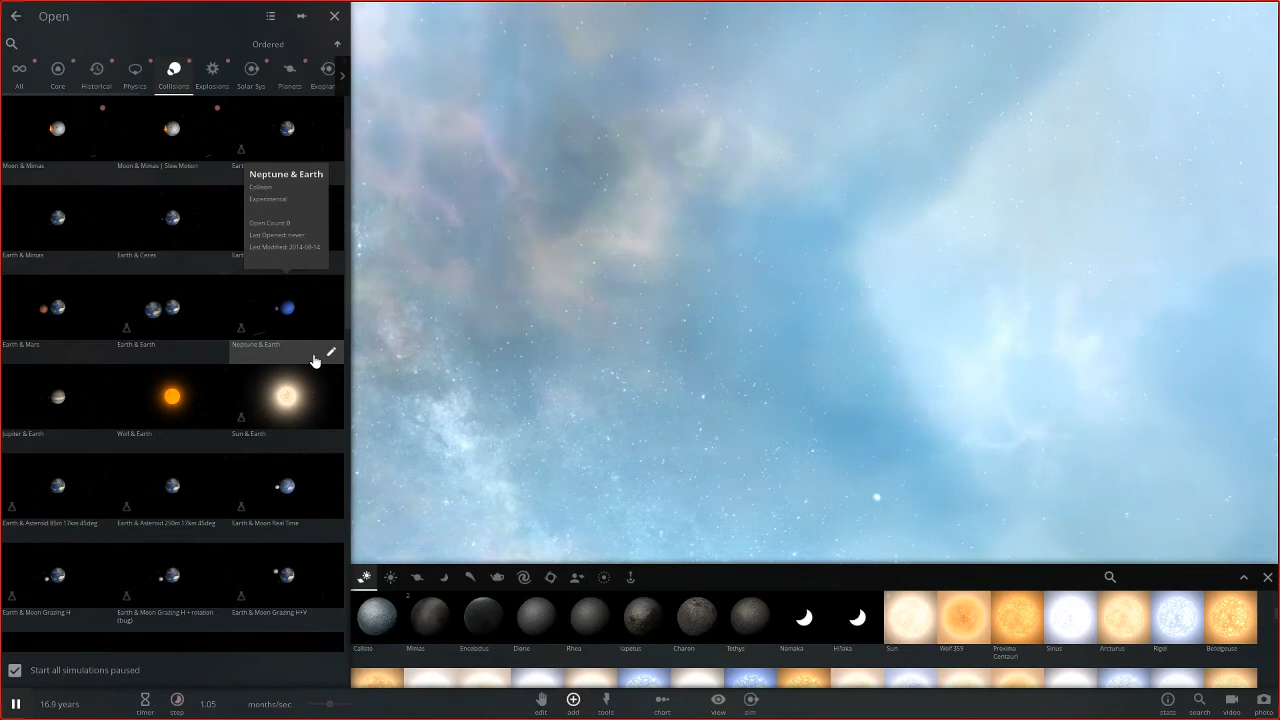 Open
Ordered
All
Core
Historical
Physics
Collisions
Explosions
Solar Sys
Planets
Exoplan
Moon & Mimas
Moon & Mimas | Slow Motion
Eart
Neptune & Earth
Collision
Experimental
Open Count: 0
Last Opened: never
Last Modified: 2014-08-14
Earth & Mimas
Earth & Ceres
Eart
Earth & Mars
Earth & Earth
Neptune & Earth
Jupiter & Earth
Wolf & Earth
Sun & Earth
Earth & Asteroid 85m 17km 45deg
Earth & Asteroid 250m 17km 45deg
Earth & Moon Real Time
Earth & Moon Grazing H
Earth & Moon Grazing H + rotation
(bug)
Earth & Moon Grazing H+V
Start all simulations paused
2
Callisto
Mimas
Enceladus
Dione
Rhea
Iapetus
Charon
Tethys
Namaka
Hi'iaka
Sun
Wolf 359
Proxima
Centauri
Sirius
Arcturus
Rigel
Betelgeuse
16.9 years
timer
step
1.05
months/sec
edit
add
tools
chart
view
sim
stats
search
video
photo